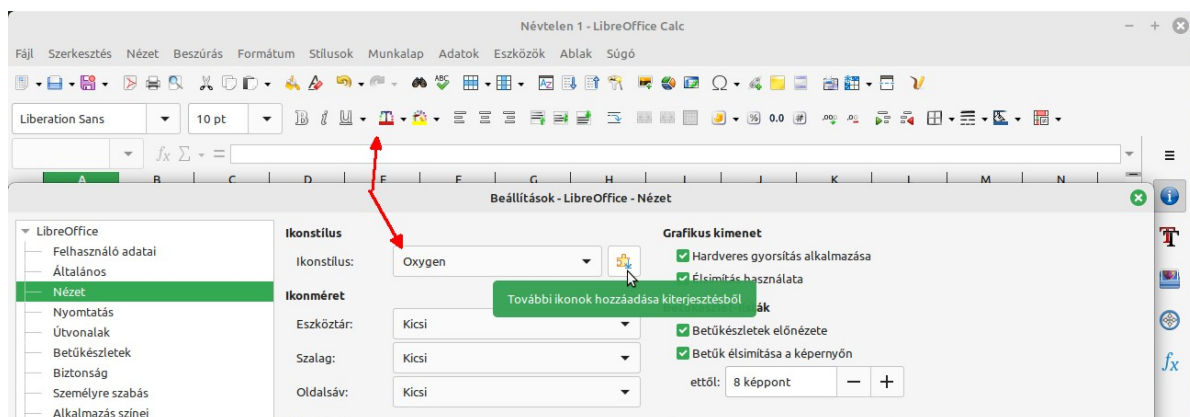 Névtelen 1 - LibreOffice Calc
Fájl Szerkesztés Nézet Beszúrás Formátum Stílusok Munkalap Adatok Eszközök Ablak Súgó
Liberation Sans 10 pt
A B C D E F G H I J K L M N
Beállítások - LibreOffice - Nézet
LibreOffice
Felhasználó adatai
Általános
Nézet
Nyomtatás
Útvonalak
Betűkészletek
Biztonság
Személyre szabás
Alkalmazás színei
Ikonstílus
Ikonstílus: Oxygen
Ikonméret
További ikonok hozzáadása kiterjesztésből
Eszköztár: Kicsi
Szalag: Kicsi
Oldalsáv: Kicsi
Grafikus kimenet
Hardveres gyorsítás alkalmazása
Élsimítás használata
Betűkészletek előnézete
Betűk élsimítása a képernyőn
ettől: 8 képpont